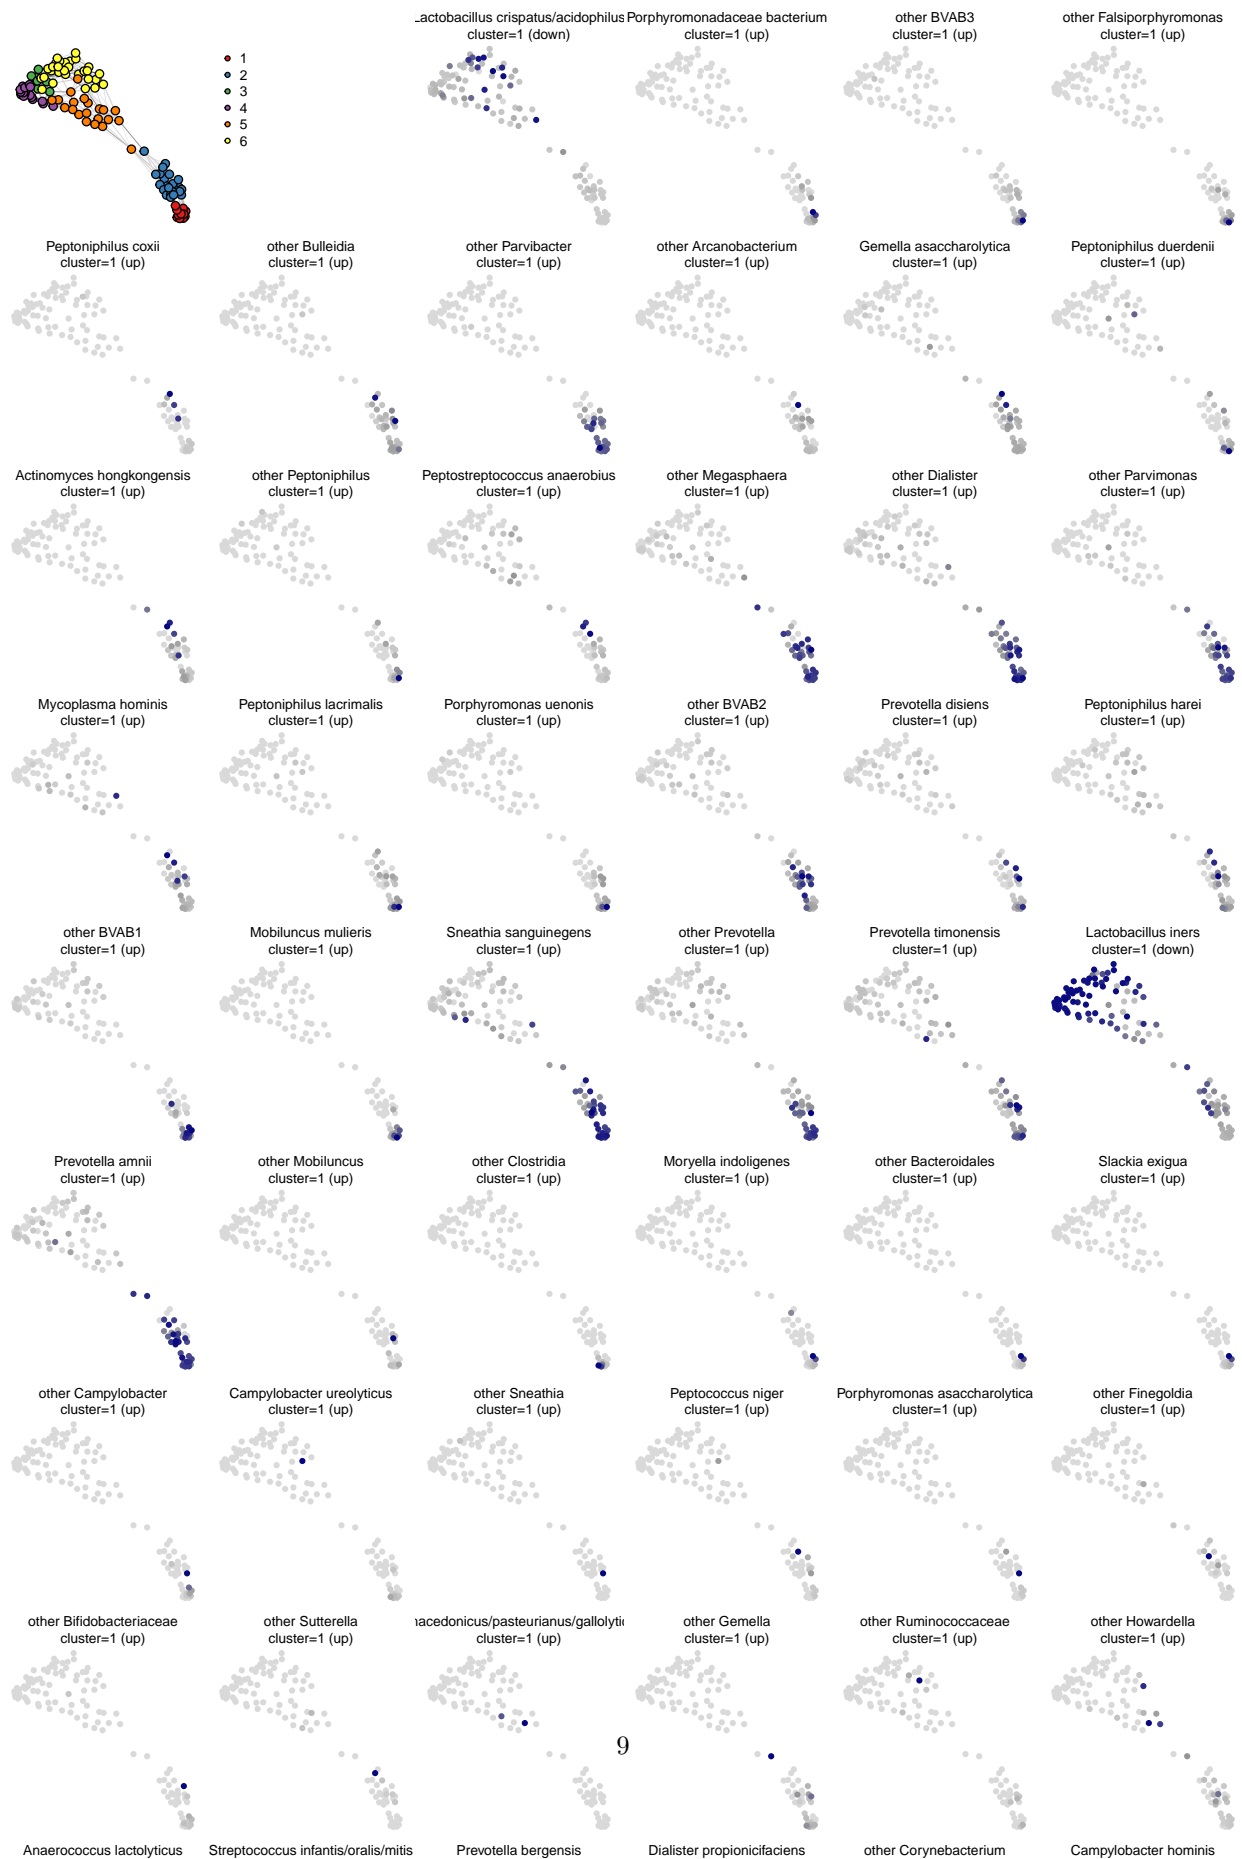 Lactobacillus crispatus/acidophilus Porphyromonadaceae bacterium other BVAB3 other Falsiporphyromonas
cluster=1 (down) cluster=1 (up) cluster=1 (up) cluster=1 (up)
1
2
3
4
5
6
Peptoniphilus coxii other Bulleidia other Parvibacter other Arcanobacterium Gemella asaccharolytica Peptoniphilus duerdenii
cluster=1 (up) cluster=1 (up) cluster=1 (up) cluster=1 (up) cluster=1 (up) cluster=1 (up)
Actinomyces hongkongensis other Peptoniphilus Peptostreptococcus anaerobius other Megasphaera other Dialister other Parvimonas
cluster=1 (up) cluster=1 (up) cluster=1 (up) cluster=1 (up) cluster=1 (up) cluster=1 (up)
Mycoplasma hominis Peptoniphilus lacrimalis Porphyromonas uenonis other BVAB2 Prevotella disiens Peptoniphilus harei
cluster=1 (up) cluster=1 (up) cluster=1 (up) cluster=1 (up) cluster=1 (up) cluster=1 (up)
other BVAB1 Mobiluncus mulieris Sneathia sanguinegens other Prevotella Prevotella timonensis Lactobacillus iners
cluster=1 (up) cluster=1 (up) cluster=1 (up) cluster=1 (up) cluster=1 (up) cluster=1 (down)
Prevotella amnii other Mobiluncus other Clostridia Moryella indoligenes other Bacteroidales Slackia exigua
cluster=1 (up) cluster=1 (up) cluster=1 (up) cluster=1 (up) cluster=1 (up) cluster=1 (up)
other Campylobacter Campylobacter ureolyticus other Sneathia Peptococcus niger Porphyromonas asaccharolytica other Finegoldia
cluster=1 (up) cluster=1 (up) cluster=1 (up) cluster=1 (up) cluster=1 (up) cluster=1 (up)
other Bifidobacteriaceae other Sutterella acedonicus/pasteurianus/gallolytic other Gemella other Ruminococcaceae other Howardella
cluster=1 (up) cluster=1 (up) cluster=1 (up) cluster=1 (up) cluster=1 (up) cluster=1 (up)
9
Anaerococcus lactolyticus Streptococcus infantis/oralis/mitis Prevotella bergensis Dialister propionicifaciens other Corynebacterium Campylobacter hominis